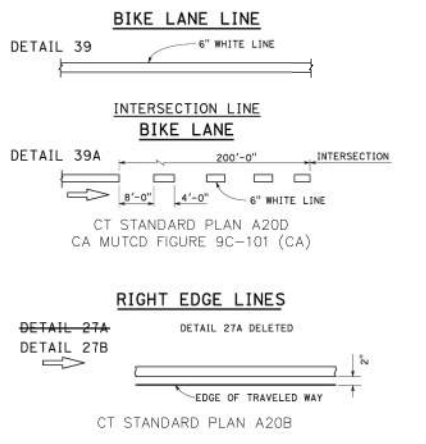 BIKE LANE LINE
DETAIL 39
6" WHITE LINE
INTERSECTION LINE
BIKE LANE
DETAIL 39A
200'-0"
INTERSECTION
8'-0"
4'-0"
6" WHITE LINE
CT STANDARD PLAN A20D
CA MUTCD FIGURE 9C-101 (CA)
RIGHT EDGE LINES
DETAIL 27A
DETAIL 27A DELETED
DETAIL 27B
2"
EDGE OF TRAVELED WAY
CT STANDARD PLAN A20B